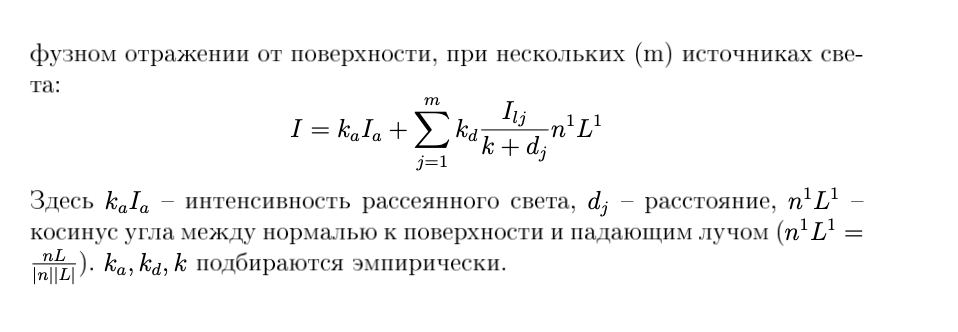 фузном отражении от поверхности, при нескольких (m) источниках све-
та:
$I = k_a I_a + \sum_{j=1}^{m} k_d \frac{I_{lj}}{k + d_j} n^1 L^1$
Здесь $k_a I_a$ – интенсивность рассеянного света, $d_j$ – расстояние, $n^1 L^1$ –
косинус угла между нормалью к поверхности и падающим лучом ($n^1 L^1 =$
$\frac{nL}{|n||L|}$). $k_a, k_d, k$ подбираются эмпирически.